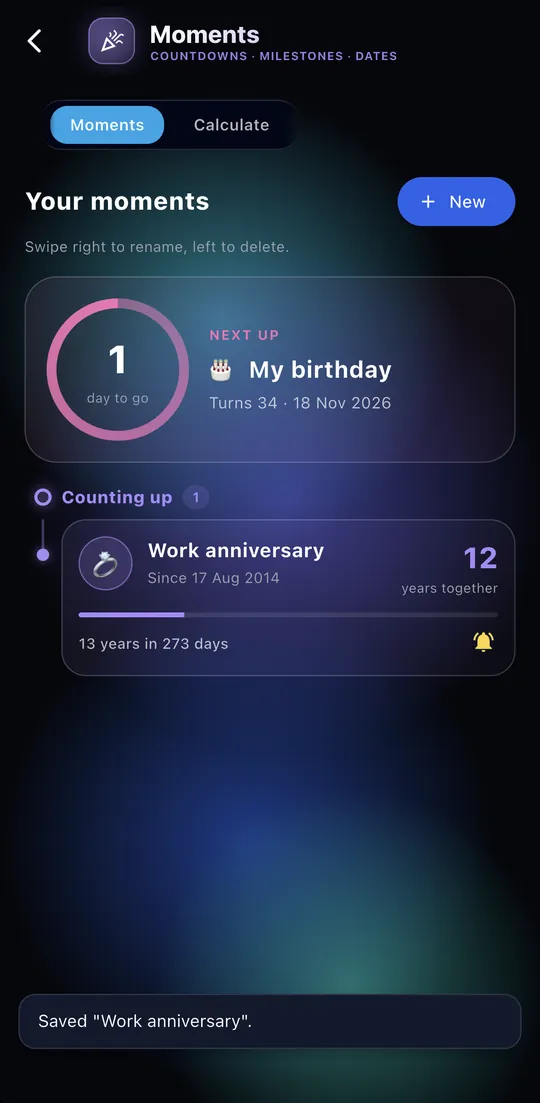 Moments
COUNTDOWNS · MILESTONES · DATES
Moments
Calculate
Your moments
+ New
Swipe right to rename, left to delete.
1
day to go
NEXT UP
My birthday
Turns 34 · 18 Nov 2026
Counting up 1
Work anniversary
Since 17 Aug 2014
12
years together
13 years in 273 days
Saved "Work anniversary".